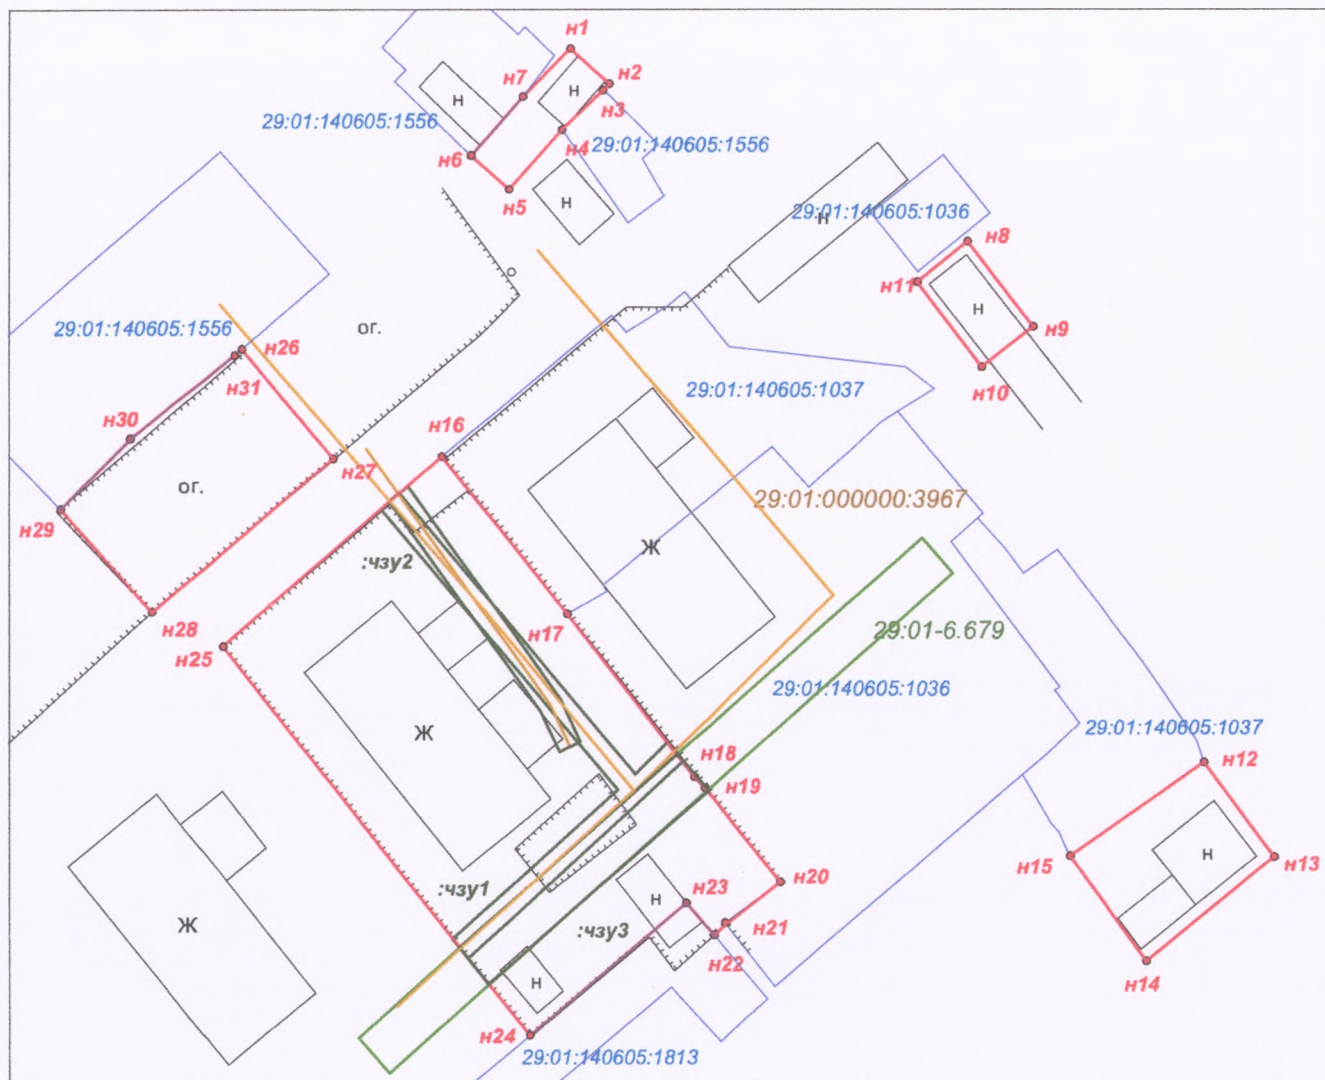 н1
н2
н7
н
н
н3
29:01:140605:1556
н4
29:01:140605:1556
н6
н5
н
29:01:140605:1036
н
н8
н11
н
29:01:140605:1556
ог.
н9
н26
н31
н10
29:01:140605:1037
н30
н16
н27
ог.
29:01:000000:3967
н29
Ж
:чзу2
н28
н17
29:01-6.679
н25
29:01:140605:1036
Ж
29:01:140605:1037
н18
н12
н19
н15
н
н13
н20
:чзу1
н23
н
Ж
:чзу3
н21
н22
н14
н
н24
29:01:140605:1813